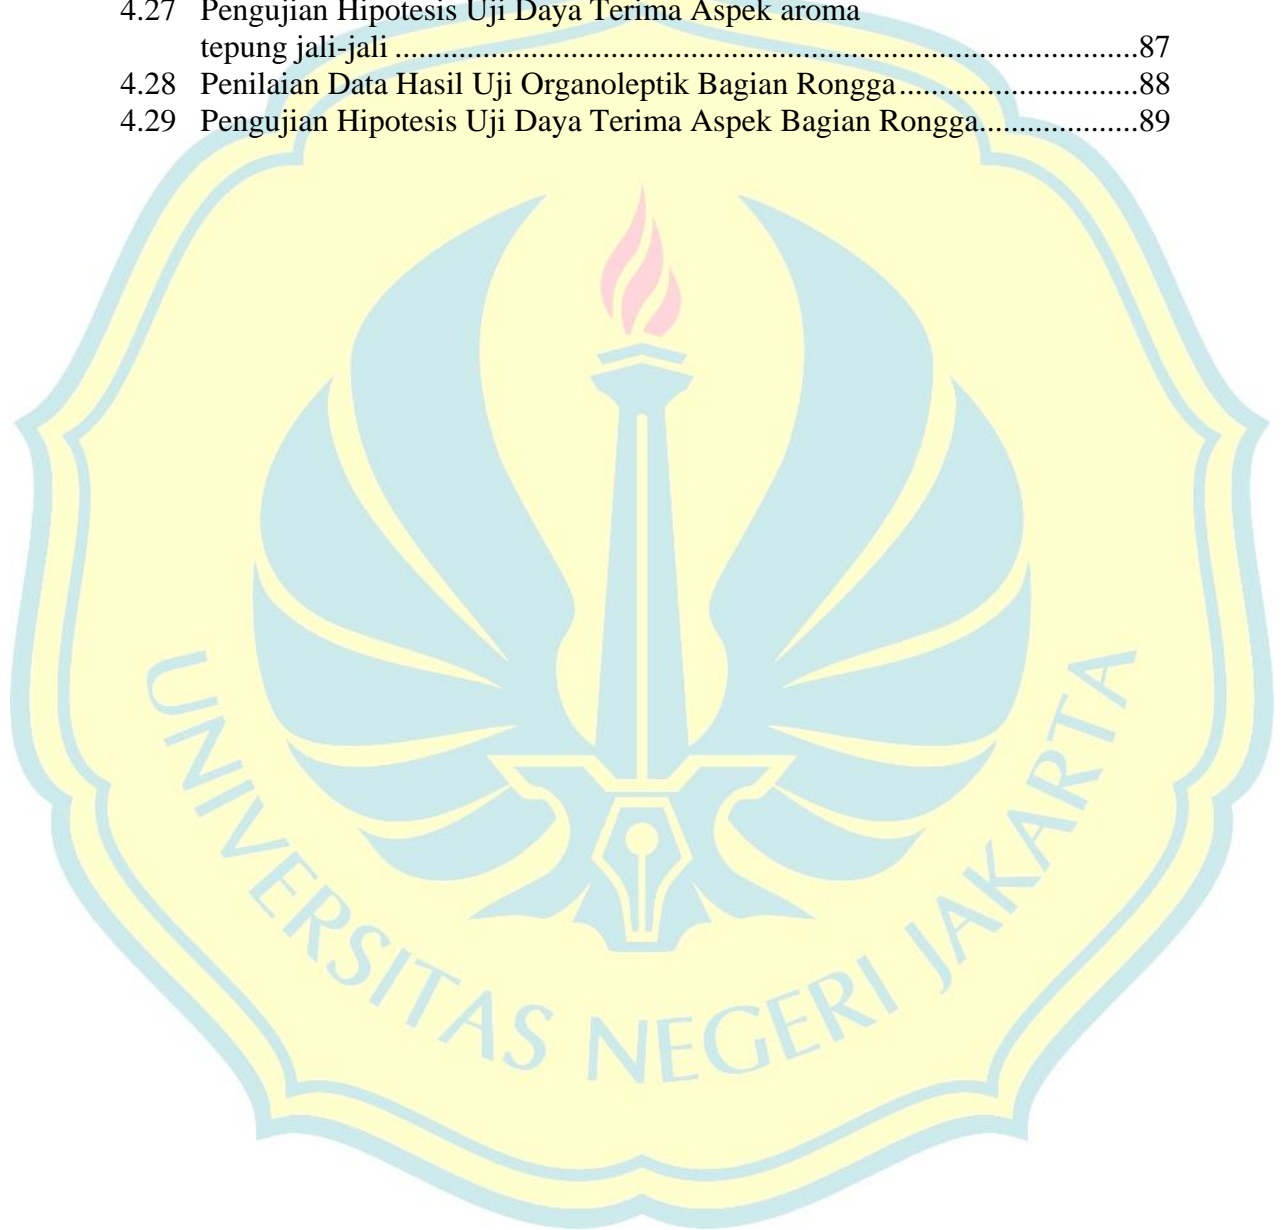 4.27 Pengujian Hipotesis Uji Daya Terima Aspek aroma
tepung jali-jali ............................................................................................87
4.28 Penilaian Data Hasil Uji Organoleptik Bagian Rongga..............................88
4.29 Pengujian Hipotesis Uji Daya Terima Aspek Bagian Rongga....................89
UNIVERSITAS NEGERI JAKARTA